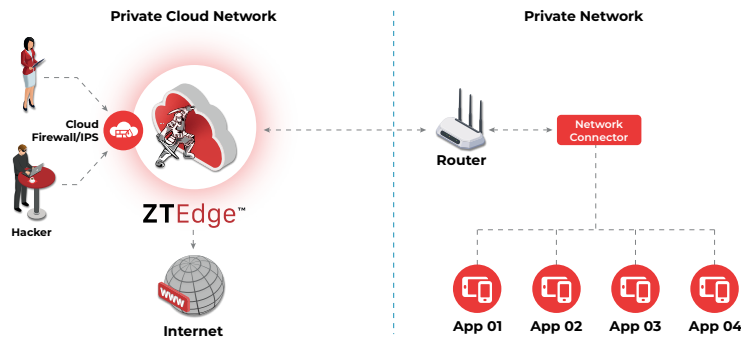 Private Cloud Network
Private Network
Cloud
Firewall/IPS
Hacker
ZTEdge™
WWW
Internet
Router
Network
Connector
App 01
App 02
App 03
App 04